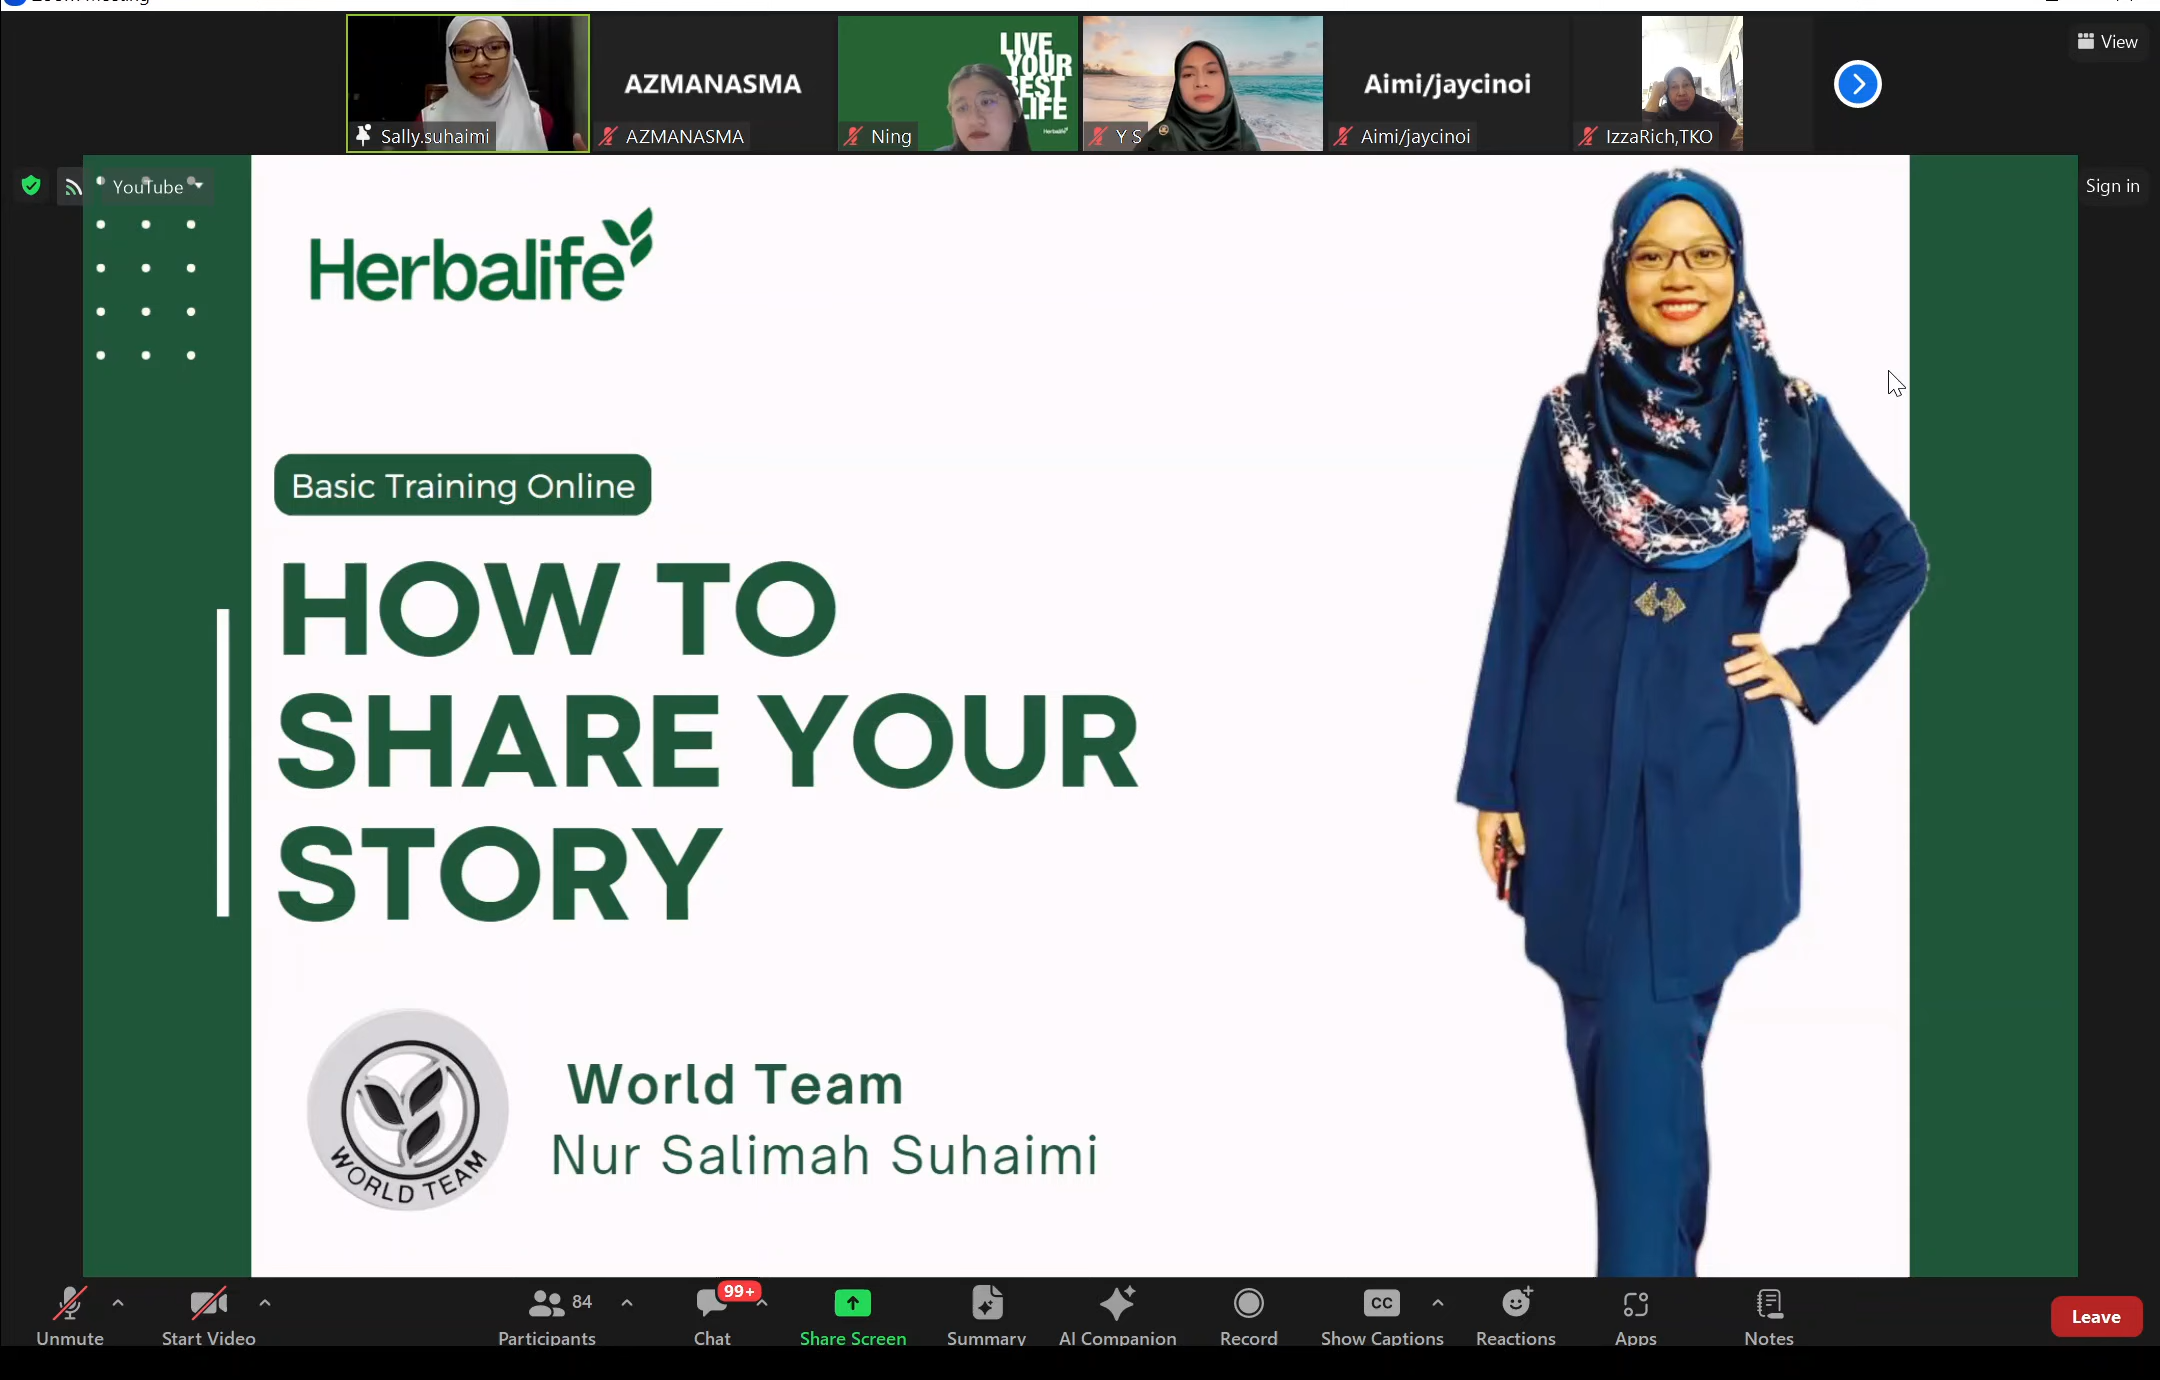 View
AZMANASMA
LIVE
YOUR
BEST
LIFE
Herbalife
Aimi/jaycinoi
Sally.suhaimi
AZMANASMA
Ning
Y S
Aimi/jaycinoi
IzzaRich,TKO
YouTube
Sign in
Herbalife
Basic Training Online
HOW TO
SHARE YOUR
STORY
WORLD TEAM
World Team
Nur Salimah Suhaimi
84
99+
CC
Unmute
Start Video
Participants
Chat
Share Screen
Summary
AI Companion
Record
Show Captions
Reactions
Apps
Notes
Leave